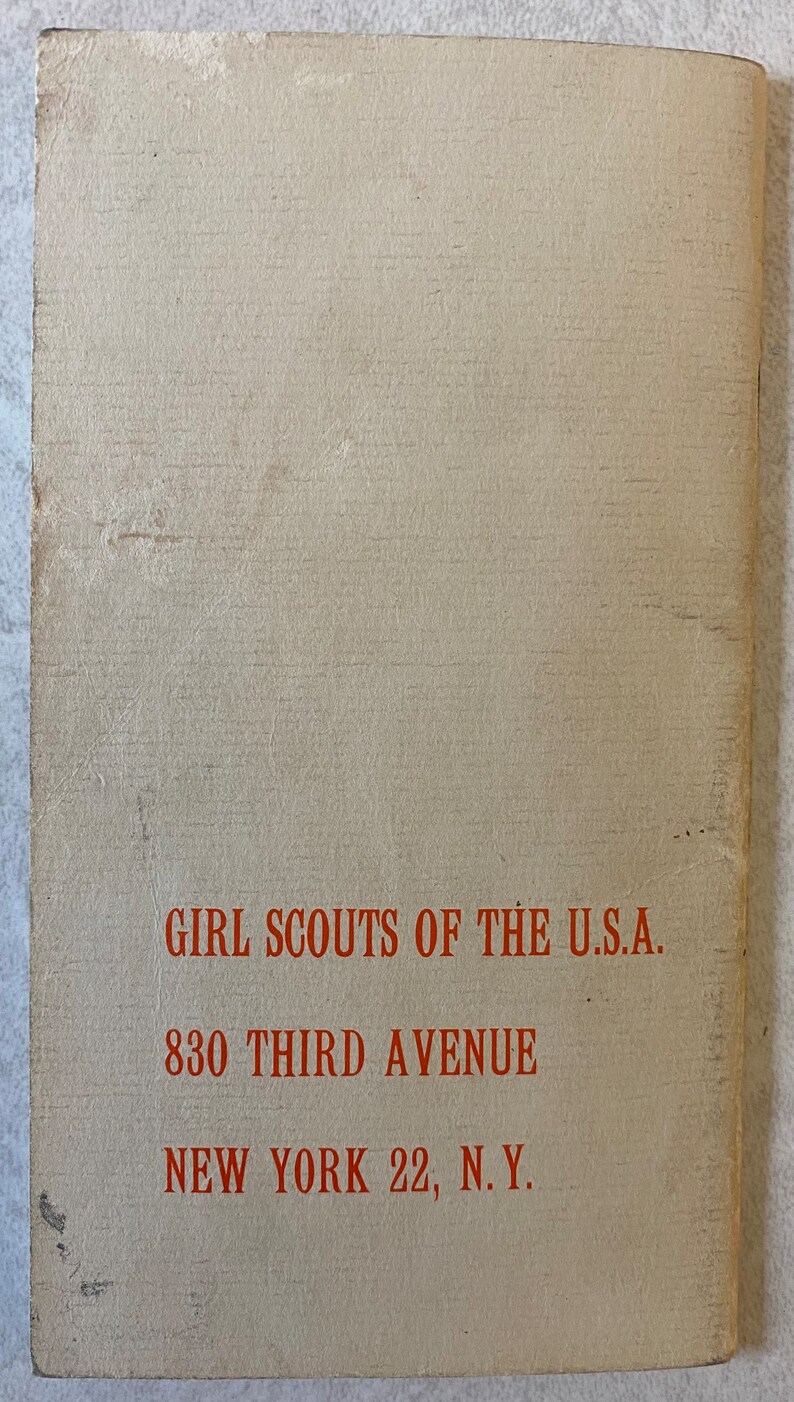 GIRL SCOUTS OF THE U.S.A.
830 THIRD AVENUE
NEW YORK 22, N.Y.